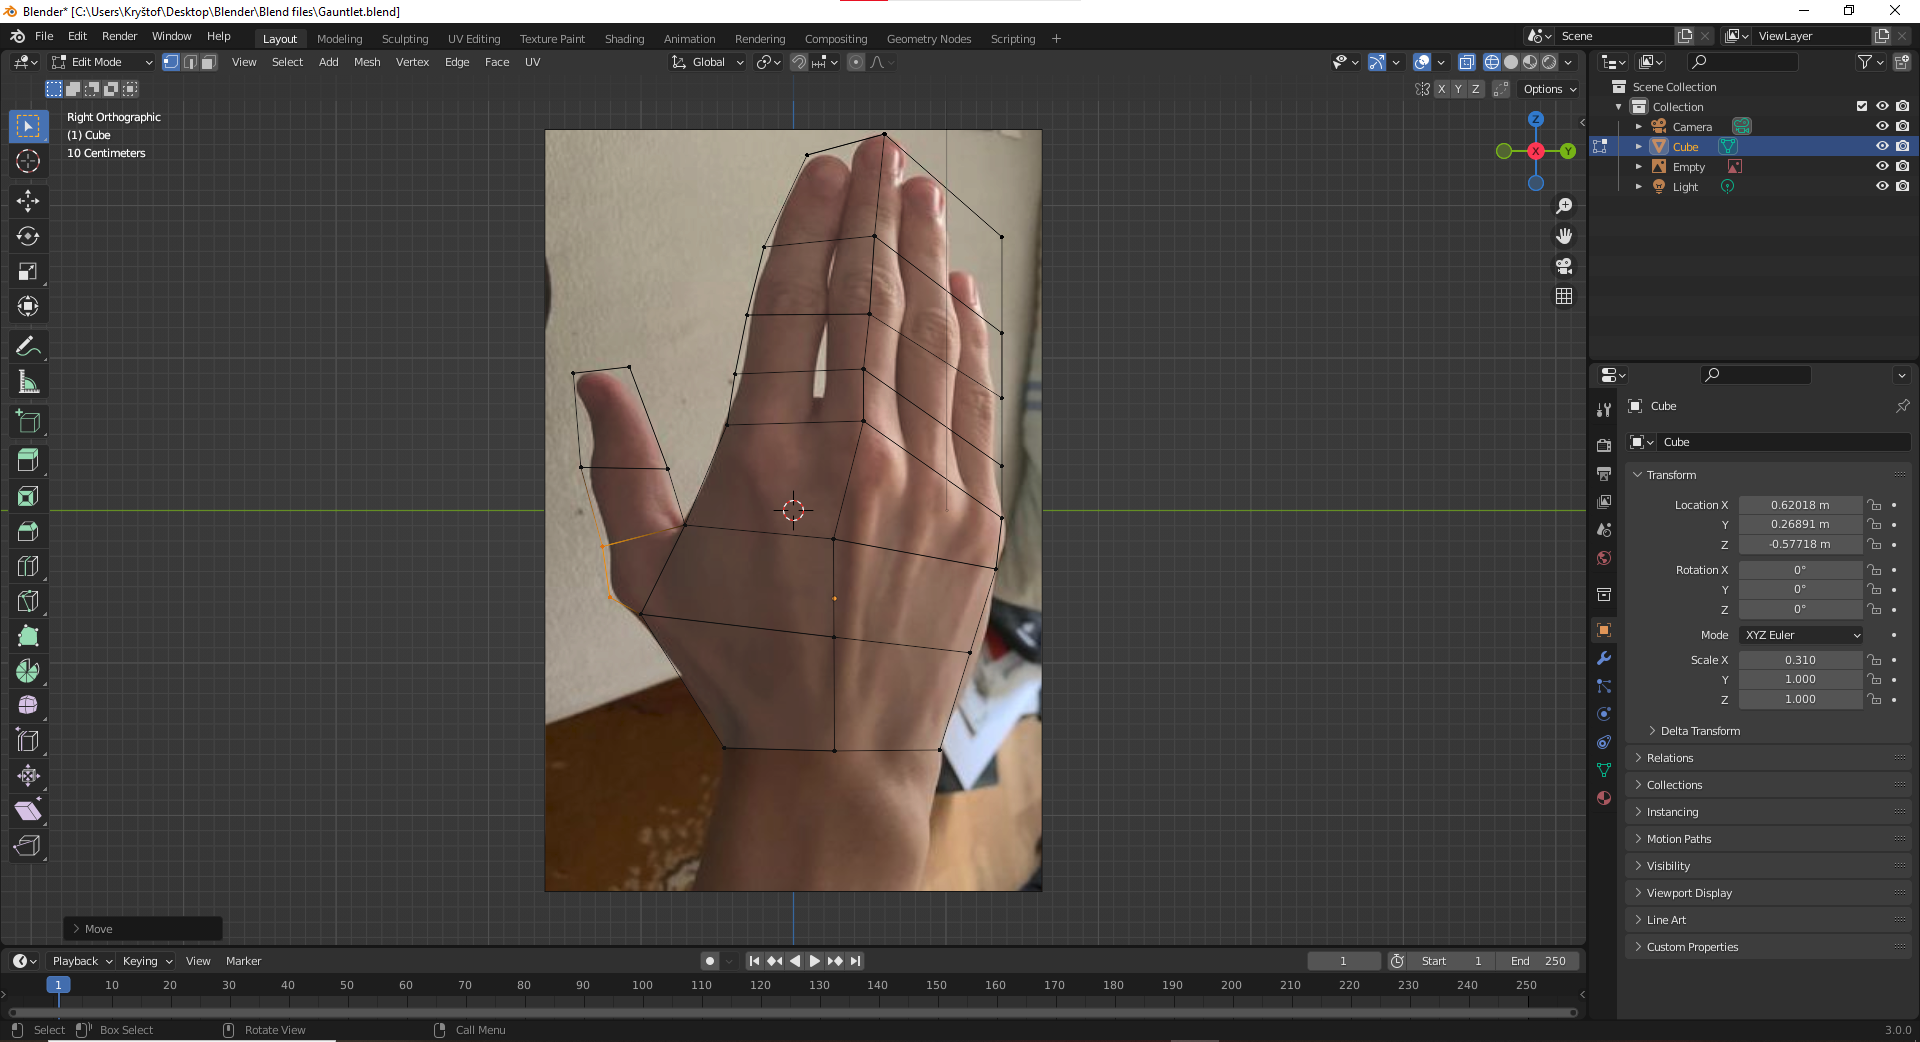 Blender* [C:\Users\Kryštof\Desktop\Blender\Blend files\Gauntlet.blend]
File Edit Render Window Help Layout Modeling Sculpting UV Editing Texture Paint Shading Animation Rendering Compositing Geometry Nodes Scripting + Scene ViewLayer
Edit Mode View Select Add Mesh Vertex Edge Face UV Global
X Y Z Options
Right Orthographic
(1) Cube
10 Centimeters
Z
X
Y
Scene Collection
Collection
Camera
Cube
Empty
Light
Cube
Cube
Transform
Location X 0.62018 m
Y 0.26891 m
Z -0.57718 m
Rotation X 0°
Y 0°
Z 0°
Mode XYZ Euler
Scale X 0.310
Y 1.000
Z 1.000
Delta Transform
Relations
Collections
Instancing
Motion Paths
Visibility
Viewport Display
Line Art
Custom Properties
Move
Playback Keying View Marker 1 Start 1 End 250
1 10 20 30 40 50 60 70 80 90 100 110 120 130 140 150 160 170 180 190 200 210 220 230 240 250
Select Box Select Rotate View Call Menu 3.0.0